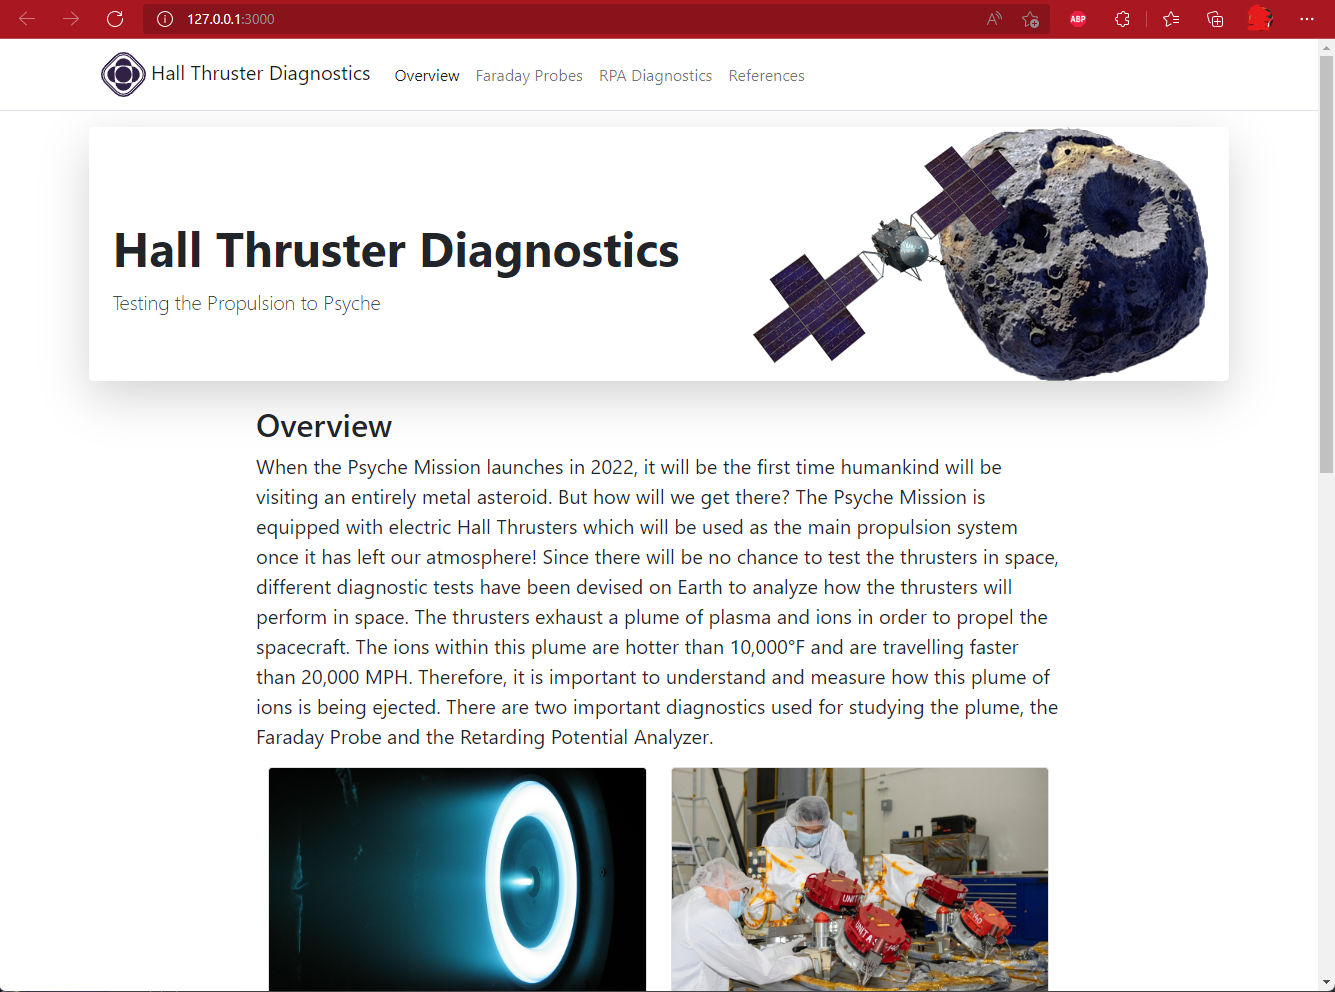 127.0.0.1:3000
ABP
Hall Thruster Diagnostics
Overview
Faraday Probes
RPA Diagnostics
References
Hall Thruster Diagnostics
Testing the Propulsion to Psyche
Overview
When the Psyche Mission launches in 2022, it will be the first time humankind will be
visiting an entirely metal asteroid. But how will we get there? The Psyche Mission is
equipped with electric Hall Thrusters which will be used as the main propulsion system
once it has left our atmosphere! Since there will be no chance to test the thrusters in space,
different diagnostic tests have been devised on Earth to analyze how the thrusters will
perform in space. The thrusters exhaust a plume of plasma and ions in order to propel the
spacecraft. The ions within this plume are hotter than 10,000°F and are travelling faster
than 20,000 MPH. Therefore, it is important to understand and measure how this plume of
ions is being ejected. There are two important diagnostics used for studying the plume, the
Faraday Probe and the Retarding Potential Analyzer.